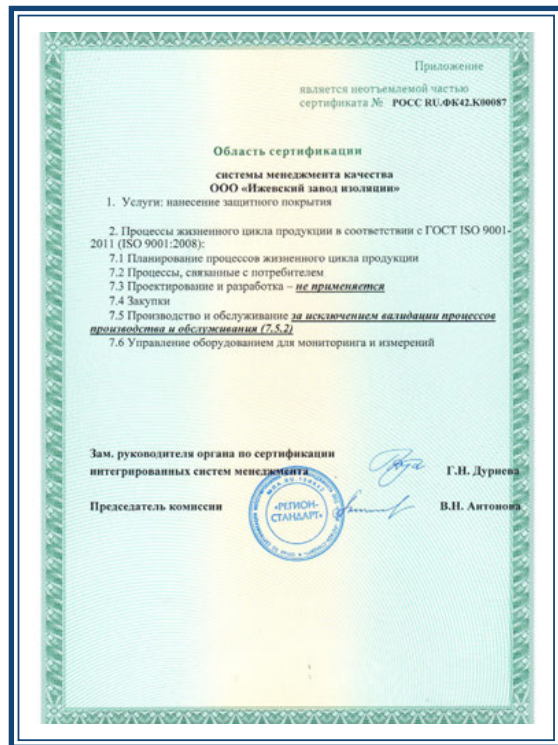 Приложение
является неотъемлемой частью
сертификата № РОСС RU.ФК42.К00087
Область сертификации
системы менеджмента качества
ООО «Ижевский завод изоляции»
1. Услуги: нанесение защитного покрытия
2. Процессы жизненного цикла продукции в соответствии с ГОСТ ISO 9001-
2011 (ISO 9001:2008):
7.1 Планирование процессов жизненного цикла продукции
7.2 Процессы, связанные с потребителем
7.3 Проектирование и разработка – не применяется
7.4 Закупки
7.5 Производство и обслуживание за исключением валидации процессов
производства и обслуживания (7.5.2)
7.6 Управление оборудованием для мониторинга и измерений
Зам. руководителя органа по сертификации
интегрированных систем менеджмента Г.Н. Дурнева
Председатель комиссии В.Н. Антонова
«РЕГИОН-
СТАНДАРТ»